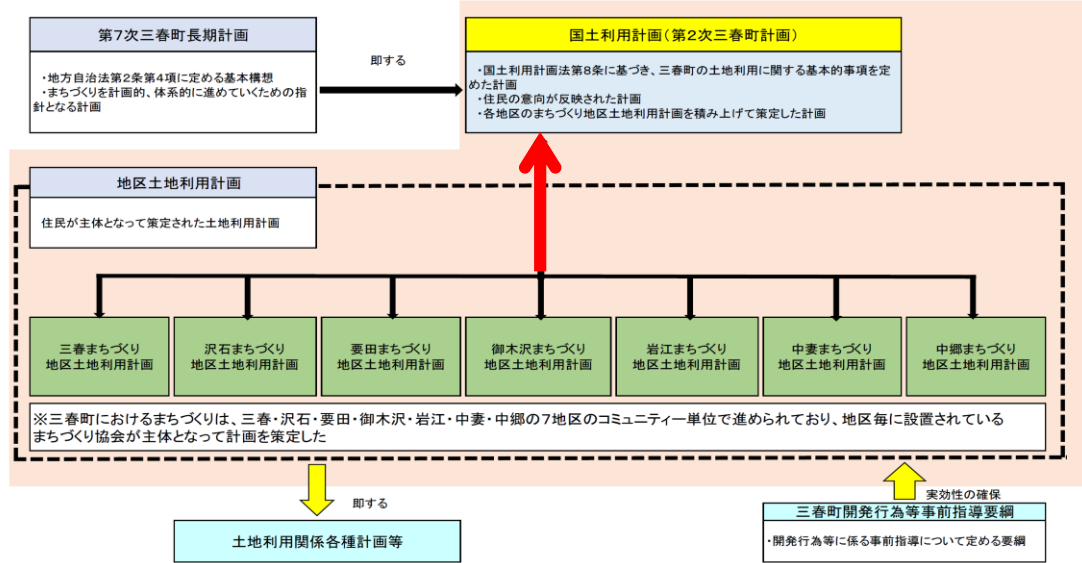 第7次三春町長期計画
・地方自治法第2条第4項に定める基本構想
・まちづくりを計画的、体系的に進めていくための指
針となる計画
即する
国土利用計画(第2次三春町計画)
・国土利用計画法第8条に基づき、三春町の土地利用に関する基本的事項を定
めた計画
・住民の意向が反映された計画
・各地区のまちづくり地区土地利用計画を積み上げて策定した計画
地区土地利用計画
住民が主体となって策定された土地利用計画
三春まちづくり
地区土地利用計画
沢石まちづくり
地区土地利用計画
要田まちづくり
地区土地利用計画
御木沢まちづくり
地区土地利用計画
岩江まちづくり
地区土地利用計画
中妻まちづくり
地区土地利用計画
中郷まちづくり
地区土地利用計画
※三春町におけるまちづくりは、三春・沢石・要田・御木沢・岩江・中妻・中郷の7地区のコミュニティー単位で進められており、地区毎に設置されている
まちづくり協会が主体となって計画を策定した
即する
土地利用関係各種計画等
実効性の確保
三春町開発行為等事前指導要綱
・開発行為等に係る事前指導について定める要綱